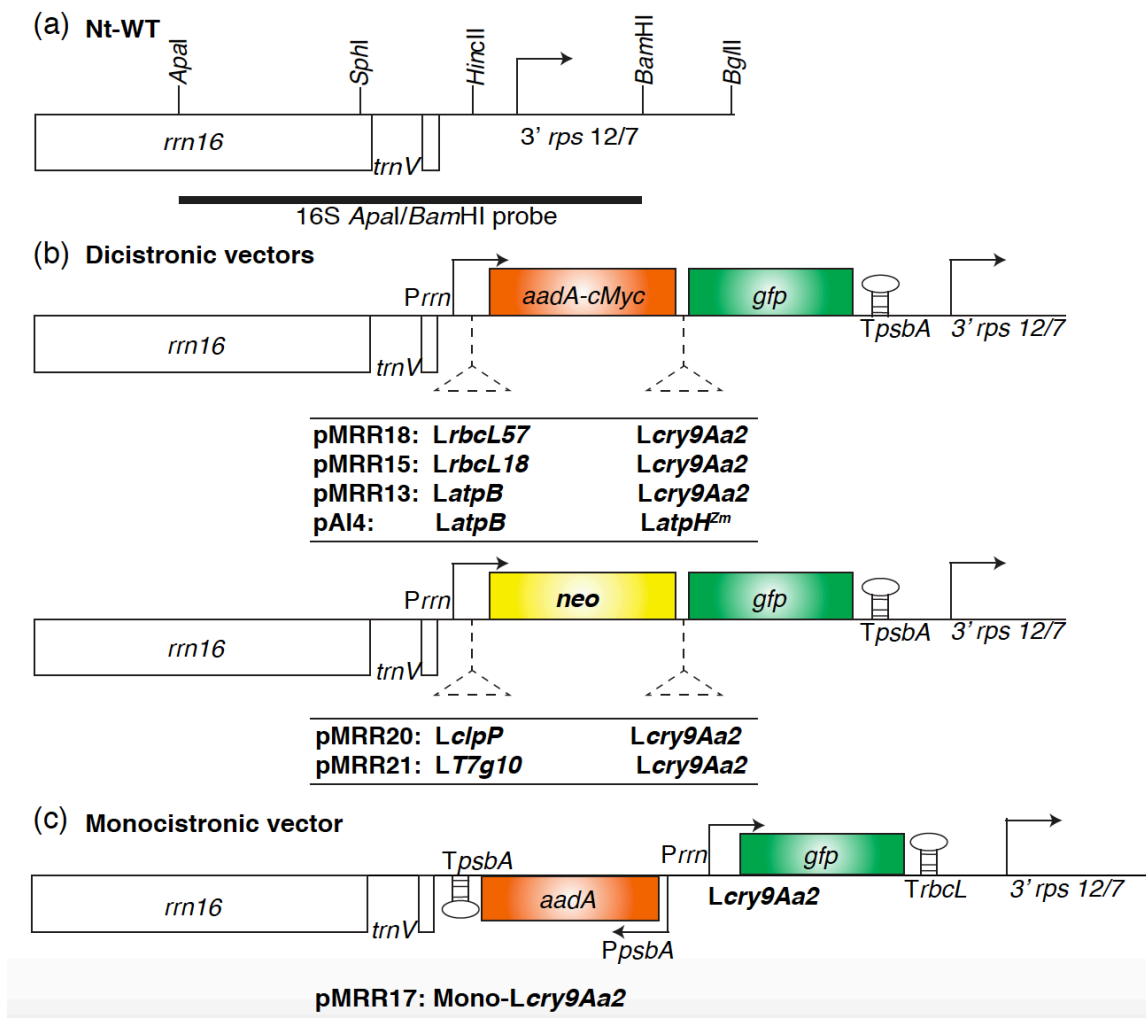 (a) Nt-WT
ApaI SphI HincII BamHI BglII
rrn16 trnV 3’ rps 12/7
16S ApaI/BamHI probe
(b) Dicistronic vectors
Prrn aadA-cMyc gfp
rrn16 trnV TpsbA 3’ rps 12/7
pMRR18: LrbcL57 Lcry9Aa2
pMRR15: LrbcL18 Lcry9Aa2
pMRR13: LatpB Lcry9Aa2
pAI4: LatpB LatpH^Zm
Prrn neo gfp
rrn16 trnV TpsbA 3’ rps 12/7
pMRR20: LclpP Lcry9Aa2
pMRR21: LT7g10 Lcry9Aa2
(c) Monocistronic vector
TpsbA Prrn gfp
rrn16 trnV aadA Lcry9Aa2 TrbcL 3’ rps 12/7
PpsbA
pMRR17: Mono-Lcry9Aa2